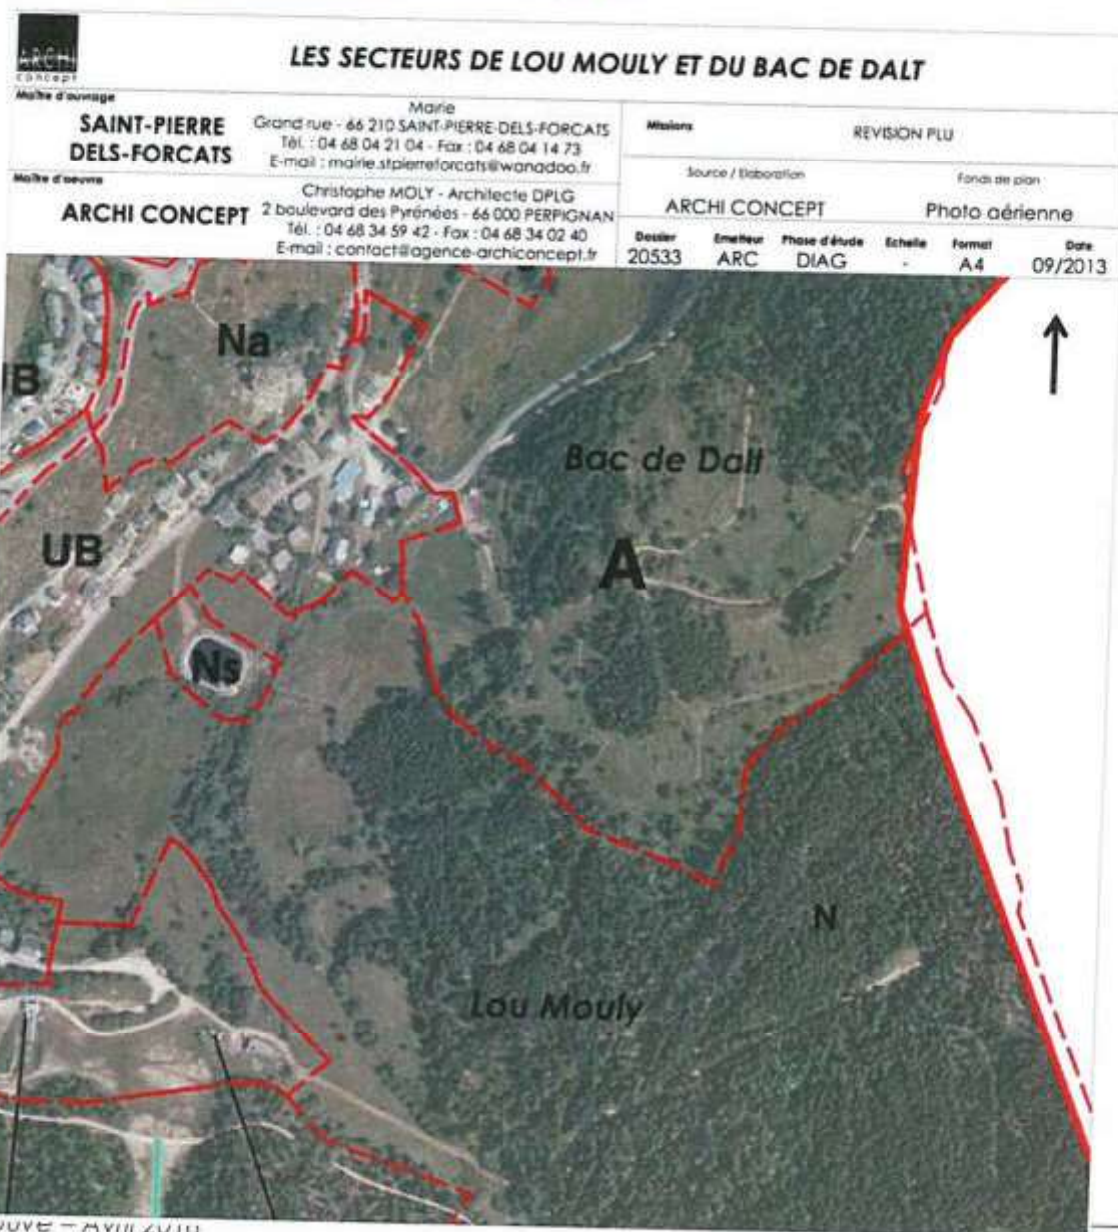 ARCHI
concept
LES SECTEURS DE LOU MOULY ET DU BAC DE DALT
Maître d'ouvrage
SAINT-PIERRE
DELS-FORCATS
Mairie
Grand rue - 66 210 SAINT-PIERRE-DELS-FORCATS
Tél. : 04 68 04 21 04 - Fax : 04 68 04 14 73
E-mail : mairie.stpierreforcats@wanadoo.fr
Missions
REVISION PLU
Maître d'oeuvre
ARCHI CONCEPT
Christophe MOLY - Architecte DPLG
2 boulevard des Pyrénées - 66 000 PERPIGNAN
Tél. : 04 68 34 59 42 - Fax : 04 68 34 02 40
E-mail : contact@agence-archiconcept.fr
Source / Elaboration
Fonds de plan
ARCHI CONCEPT
Photo aérienne
Dossier Emetteur Phase d'étude Echelle Format Date
20533 ARC DIAG - A4 09/2013
Na
UB
Bac de Dalt
UB
A
Ns
N
Lou Mouly